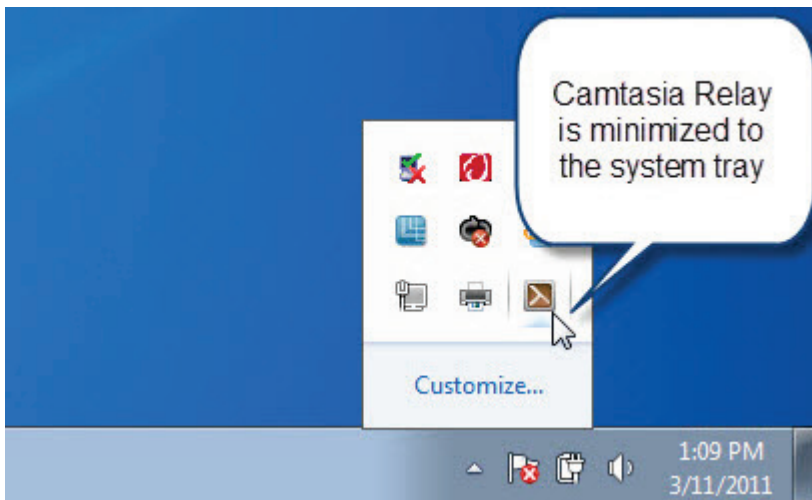 Camtasia Relay
is minimized to
the system tray
Customize...
1:09 PM
3/11/2011